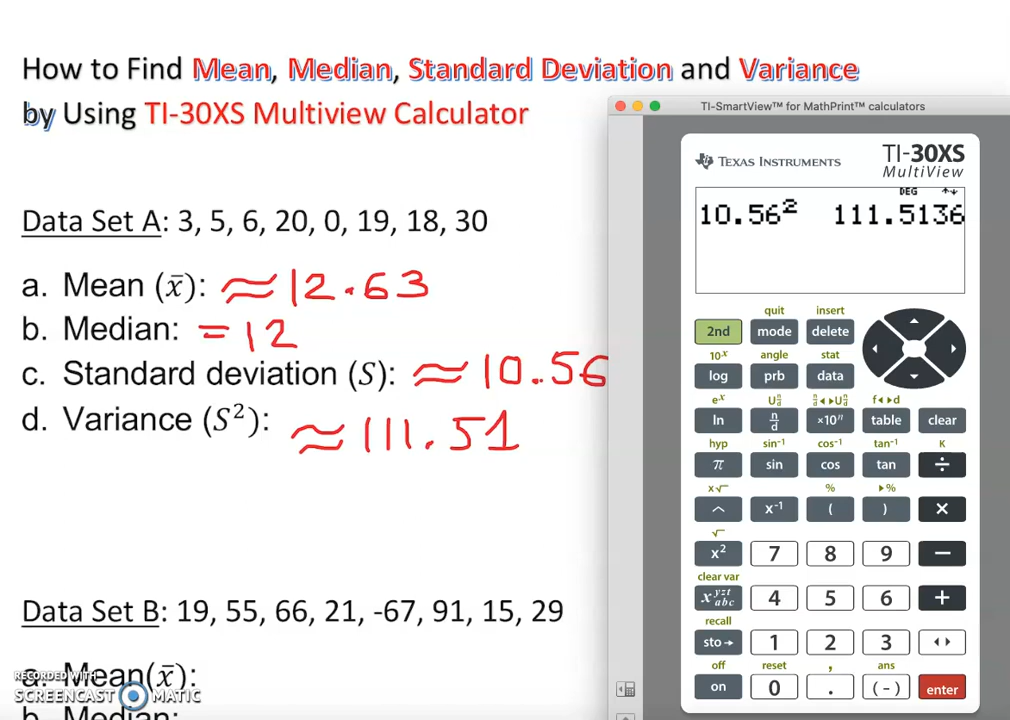 How to Find Mean, Median, Standard Deviation and Variance
by Using TI-30XS Multiview Calculator
TI-SmartView™ for MathPrint™ calculators
TEXAS INSTRUMENTS
TI-30XS
MultiView
DEG
10.56² 111.5136
Data Set A: 3, 5, 6, 20, 0, 19, 18, 30
a. Mean (x̄): ≈12.63
b. Median: =12
c. Standard deviation (S): ≈10.56
d. Variance (S²): ≈111.51
Data Set B: 19, 55, 66, 21, -67, 91, 15, 29
a. Mean(x̄):
b. Median:
RECORDED WITH
SCREENCAST MATIC
quit insert
2nd mode delete
10ˣ angle stat
log prb data
eˣ U n/d n/d ◄►U n/d f◄►d
ln n/d ×10ⁿ table clear
hyp sin⁻¹ cos⁻¹ tan⁻¹ K
π sin cos tan ÷
x√ % ►%
^ x⁻¹ ( ) ×
√
x² 7 8 9 −
clear var
x yzt abc 4 5 6 +
recall
sto→ 1 2 3 ◄►
off reset , ans
on 0 . (-) enter